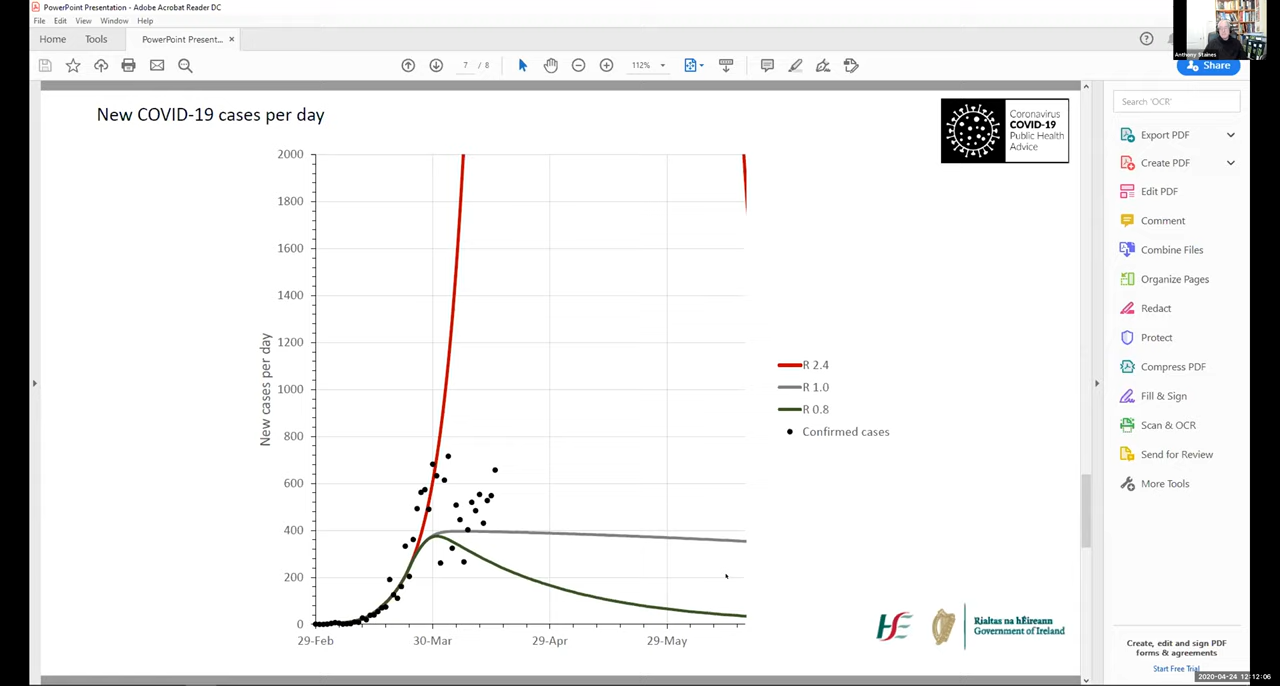 PowerPoint Presentation - Adobe Acrobat Reader DC
File Edit View Window Help
Home Tools PowerPoint Present... ×
7 / 8 112%
Anthony Staines
Share
New COVID-19 cases per day
Coronavirus
COVID-19
Public Health
Advice
New cases per day
2000
1800
1600
1400
1200
1000
800
600
400
200
0
29-Feb 30-Mar 29-Apr 29-May
R 2.4
R 1.0
R 0.8
Confirmed cases
Rialtas na hÉireann
Government of Ireland
Search 'OCR'
Export PDF
Create PDF
Edit PDF
Comment
Combine Files
Organize Pages
Redact
Protect
Compress PDF
Fill & Sign
Scan & OCR
Send for Review
More Tools
Create, edit and sign PDF
forms & agreements
Start Free Trial
2020-04-24 12:12:06